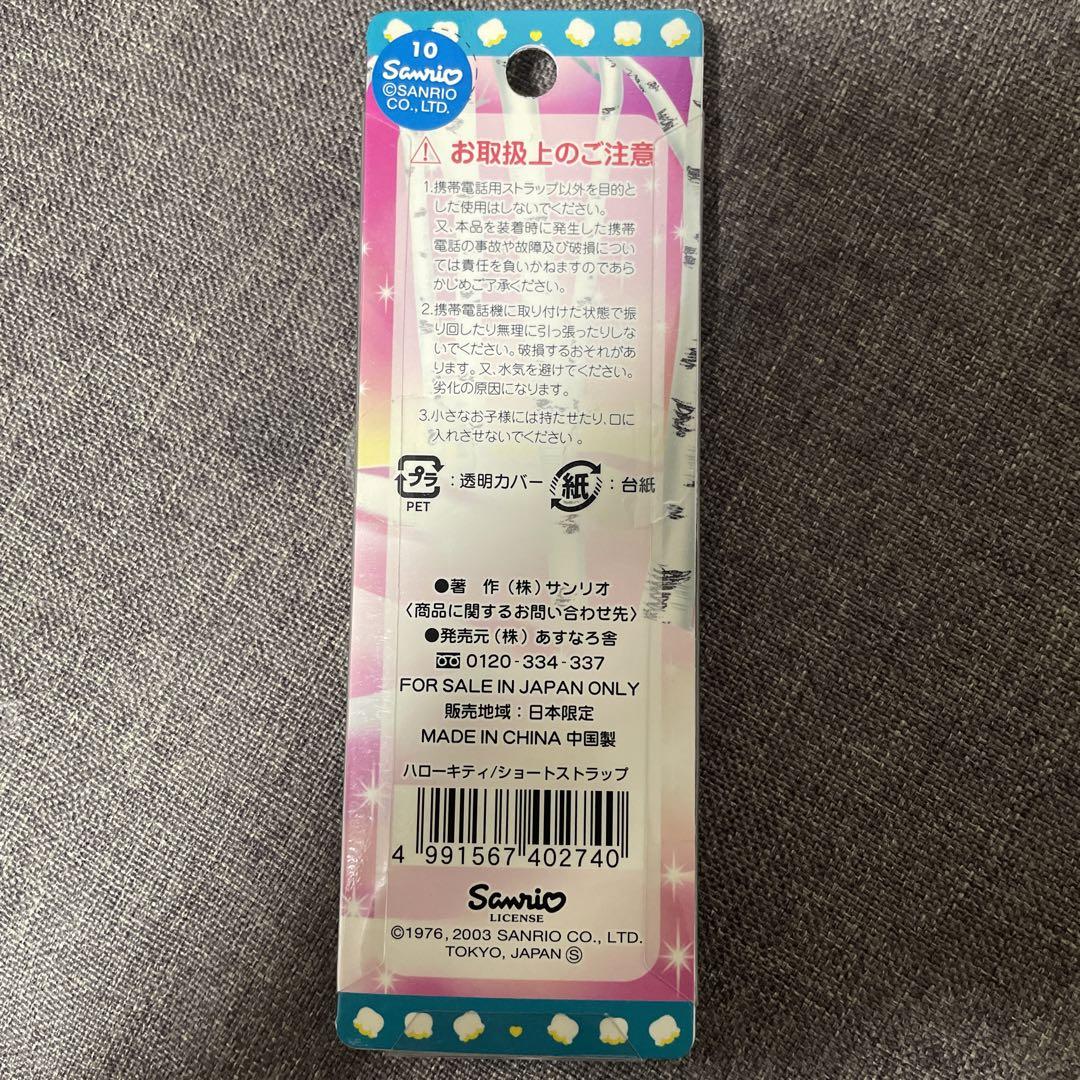 10
Sanrio
©SANRIO
CO., LTD.
お取扱上のご注意
1.携帯電話用ストラップ以外を目的と
した使用はしないでください。
又、本品を装着時に発生した携帯
電話の事故や故障及び破損につい
ては責任を負いかねますのであら
かじめご了承ください。
2.携帯電話機に取り付けた状態で振
り回したり無理に引っ張ったりしな
いでください。破損するおそれがあ
ります。又、水気を避けてください。
劣化の原因になります。
3.小さなお子様には持たせたり、口に
入れさせないでください。
プラ:透明カバー 紙:台紙
PET
●著 作(株)サンリオ
〈商品に関するお問い合わせ先〉
●発売元(株)あすなろ舎
0120-334-337
FOR SALE IN JAPAN ONLY
販売地域:日本限定
MADE IN CHINA 中国製
ハローキティ/ショートストラップ
4 991567 402740
Sanrio
LICENSE
©1976, 2003 SANRIO CO., LTD.
TOKYO, JAPAN Ⓢ